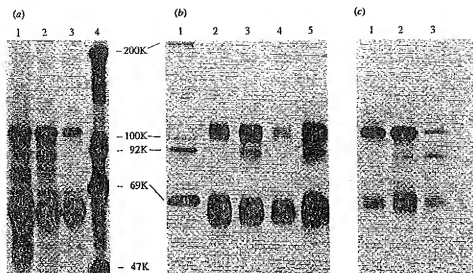 (a) (b) (c)
1 2 3 4 1 2 3 4 5 1 2 3
- 200K
- 100K -
- 92K -
- 69K
- 47K